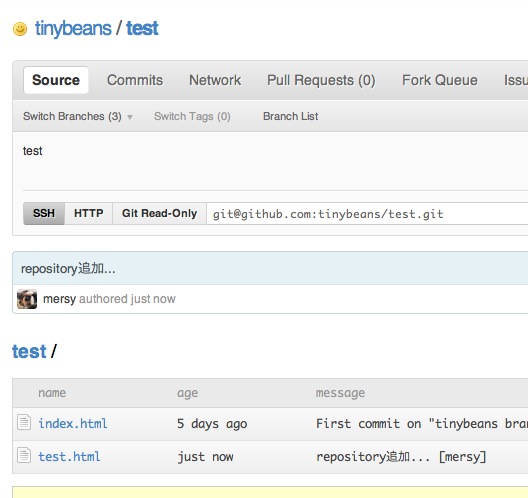 tinybeans / test
Source Commits Network Pull Requests (0) Fork Queue
Switch Branches (3) Switch Tags (0) Branch List
test
SSH HTTP Git Read-Only git@github.com:tinybeans/test.git
repository追加...
mersy authored just now
test /
name age message
index.html 5 days ago First commit on "tinybeans
test.html just now repository追加... [mersy]